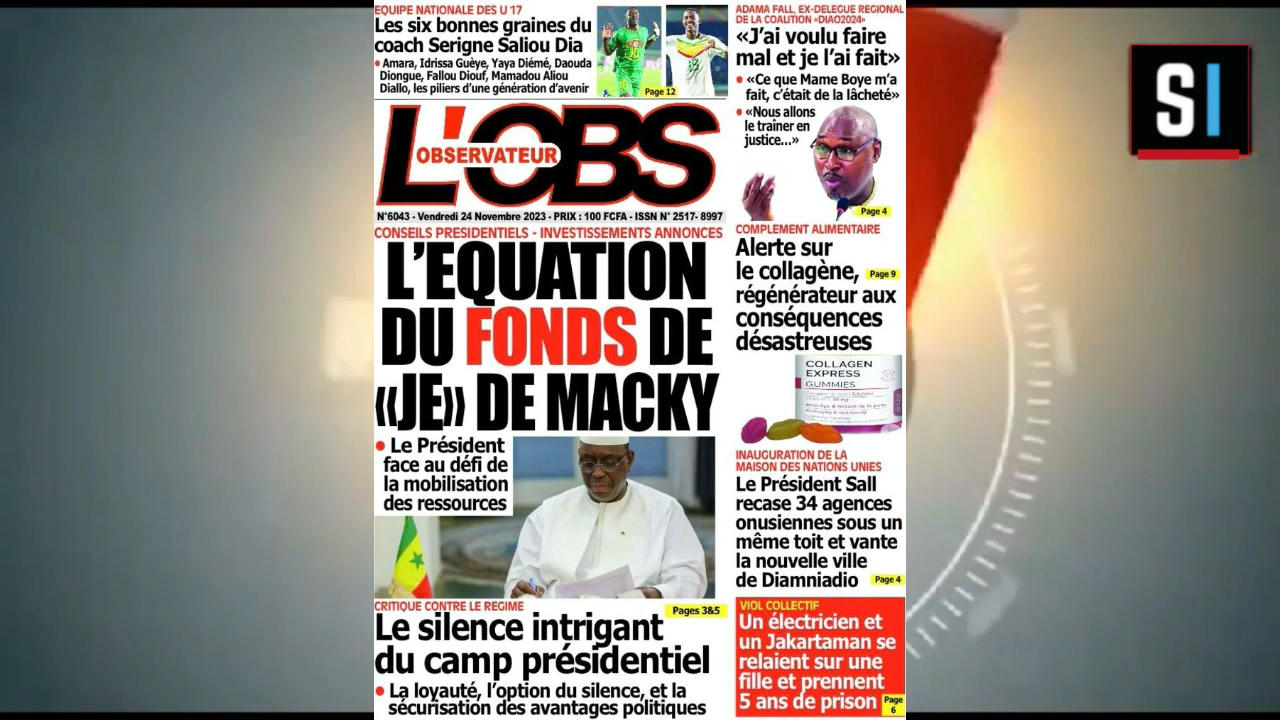 EQUIPE NATIONALE DES U 17
Les six bonnes graines du
coach Serigne Saliou Dia
• Amara, Idrissa Guèye, Yaya Diémé, Daouda
Diongue, Fallou Diouf, Mamadou Aliou
Diallo, les piliers d'une génération d'avenir
Page 12
L'OBS
OBSERVATEUR
N°6043 - Vendredi 24 Novembre 2023 - PRIX : 100 FCFA - ISSN N° 2517- 8997
CONSEILS PRESIDENTIELS - INVESTISSEMENTS ANNONCES
L'EQUATION
DU FONDS DE
«JE» DE MACKY
• Le Président
face au défi de
la mobilisation
des ressources
Pages 3&5
CRITIQUE CONTRE LE REGIME
Le silence intrigant
du camp présidentiel
• La loyauté, l'option du silence, et la
sécurisation des avantages politiques
ADAMA FALL, EX-DELEGUE REGIONAL
DE LA COALITION «DIAO2024»
«J'ai voulu faire
mal et je l'ai fait»
• «Ce que Mame Boye m'a
fait, c'était de la lâcheté»
• «Nous allons
le traîner en
justice...»
Page 4
COMPLEMENT ALIMENTAIRE
Alerte sur
le collagène,
Page 9
régénérateur aux
conséquences
désastreuses
COLLAGEN
EXPRESS
GUMMIES
INAUGURATION DE LA
MAISON DES NATIONS UNIES
Le Président Sall
recase 34 agences
onusiennes sous un
même toit et vante
la nouvelle ville
de Diamniadio
Page 4
VIOL COLLECTIF
Un électricien et
un Jakartaman se
relaient sur une
fille et prennent
5 ans de prison
Page
6
SI